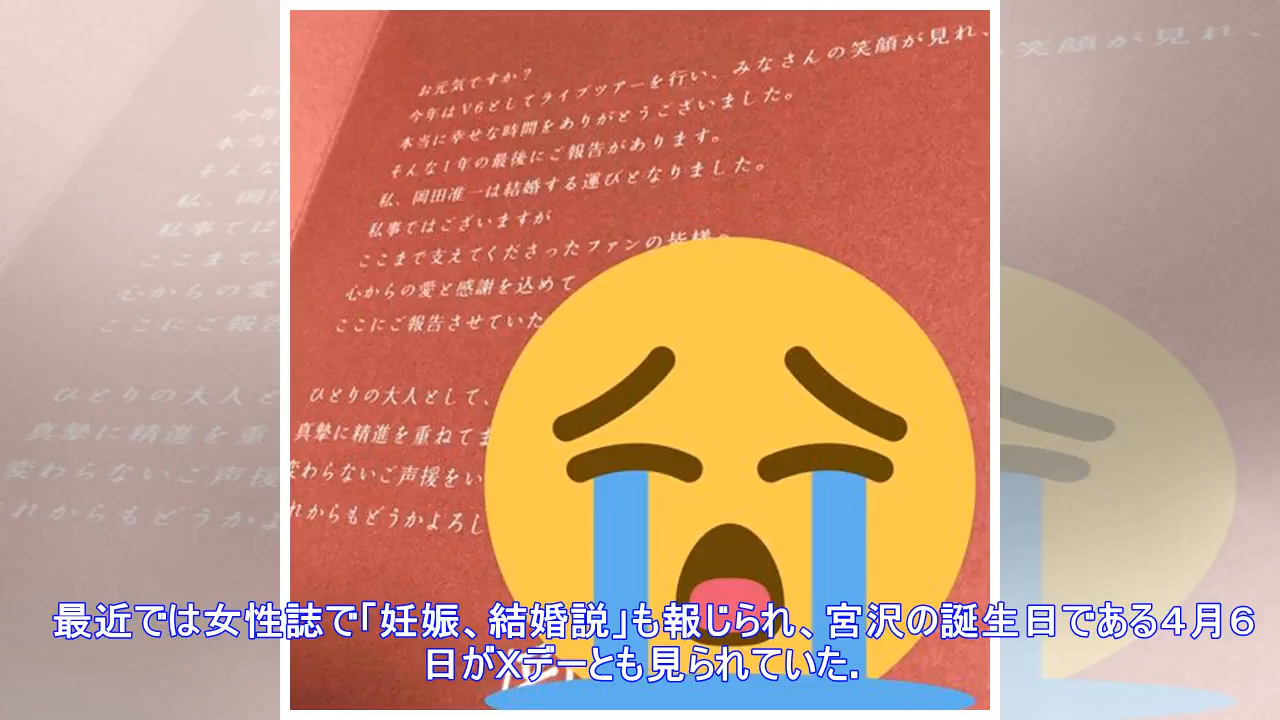 お元気ですか？
今年はV6としてライブツアーを行い、みなさんの笑顔が見れ、
本当に幸せな時間をありがとうございました。
そんな1年の最後にご報告があります。
私、岡田准一は結婚する運びとなりました。
私事ではございますが
ここまで支えてくださったファンの皆様へ
心からの愛と感謝を込めて
ここにご報告させていた
ひとりの大人として、
真摯に精進を重ねてま
変わらないご声援をい
れからもどうかよろし
最近では女性誌で「妊娠、結婚説」も報じられ、宮沢の誕生日である４月６
日がXデーとも見られていた.